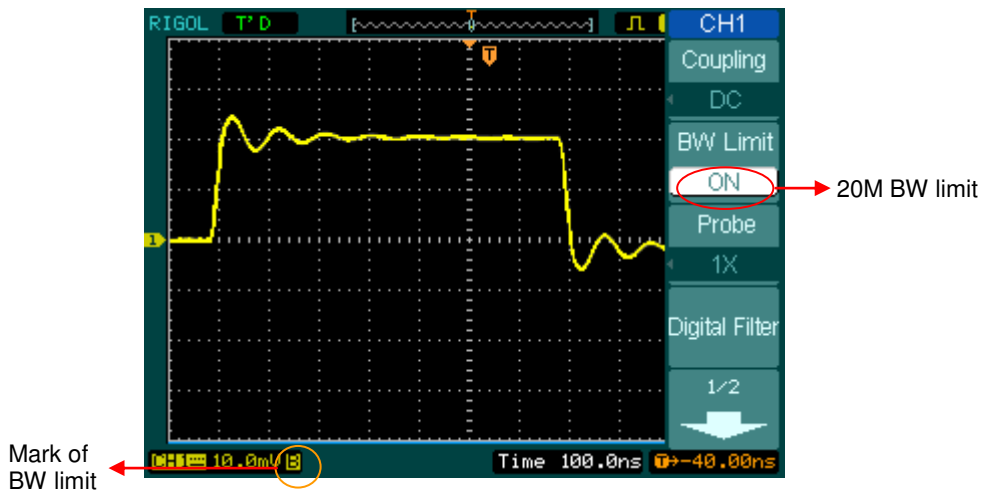 RIGOL T'D T CH1
T
Coupling
DC
BW Limit
ON
20M BW limit
Probe
1
1X
Digital Filter
1/2
Mark of
BW limit
CH1 10.0mV B Time 100.0ns T→-40.00ns